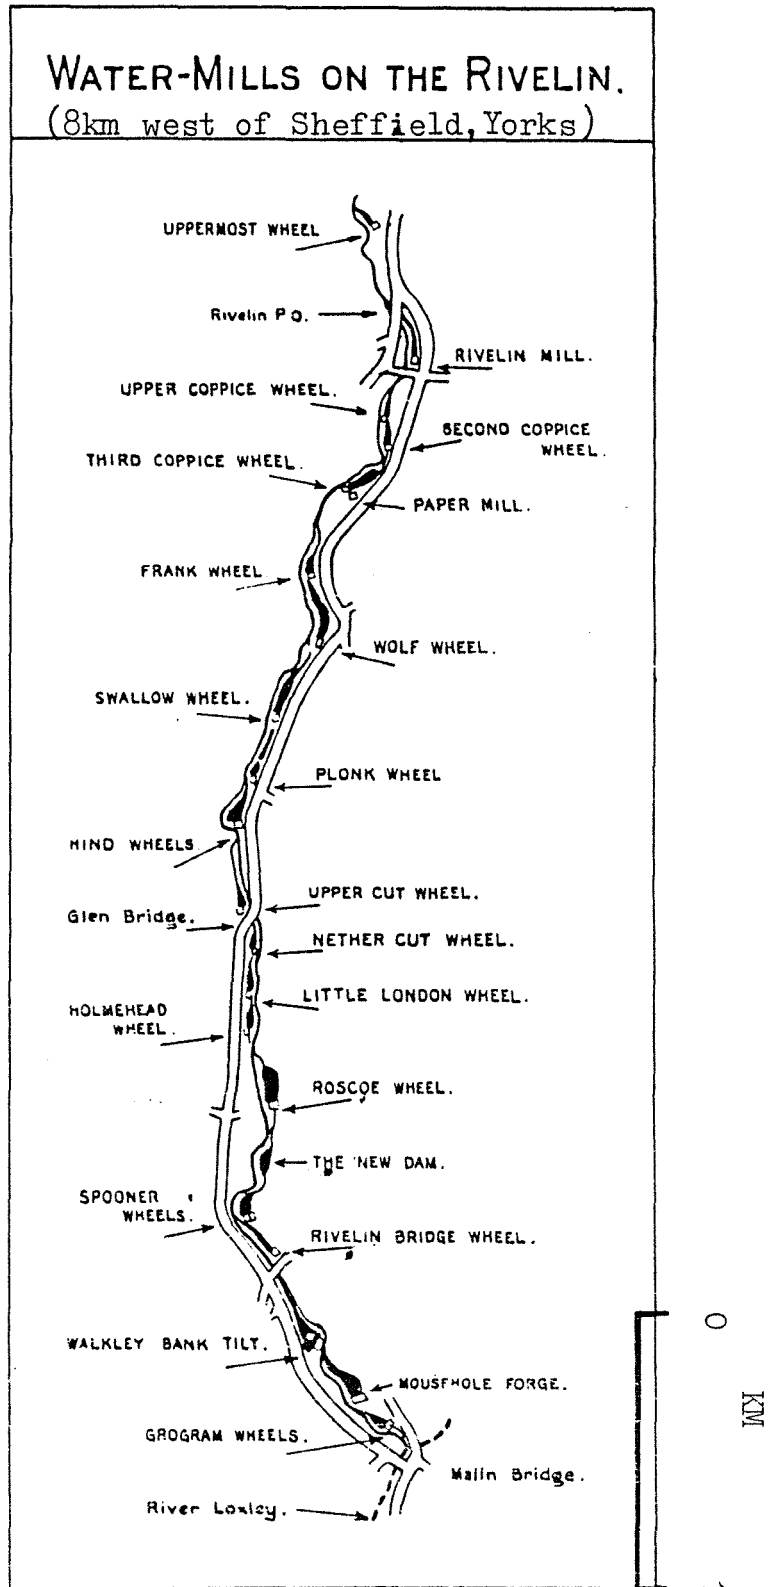 WATER-MILLS ON THE RIVELIN.
(8km west of Sheffield, Yorks)
UPPERMOST WHEEL
Rivelin P.O.
RIVELIN MILL.
UPPER COPPICE WHEEL.
SECOND COPPICE
WHEEL.
THIRD COPPICE WHEEL.
PAPER MILL.
FRANK WHEEL
WOLF WHEEL.
SWALLOW WHEEL.
PLONK WHEEL
HIND WHEELS
UPPER CUT WHEEL.
Glen Bridge.
NETHER CUT WHEEL.
LITTLE LONDON WHEEL.
HOLMEHEAD
WHEEL.
ROSCOE WHEEL.
THE NEW DAM.
SPOONER
WHEELS.
RIVELIN BRIDGE WHEEL.
0
WALKLEY BANK TILT.
MOUSEHOLE FORGE.
KM
GROGRAM WHEELS.
Malin Bridge.
River Loxley.